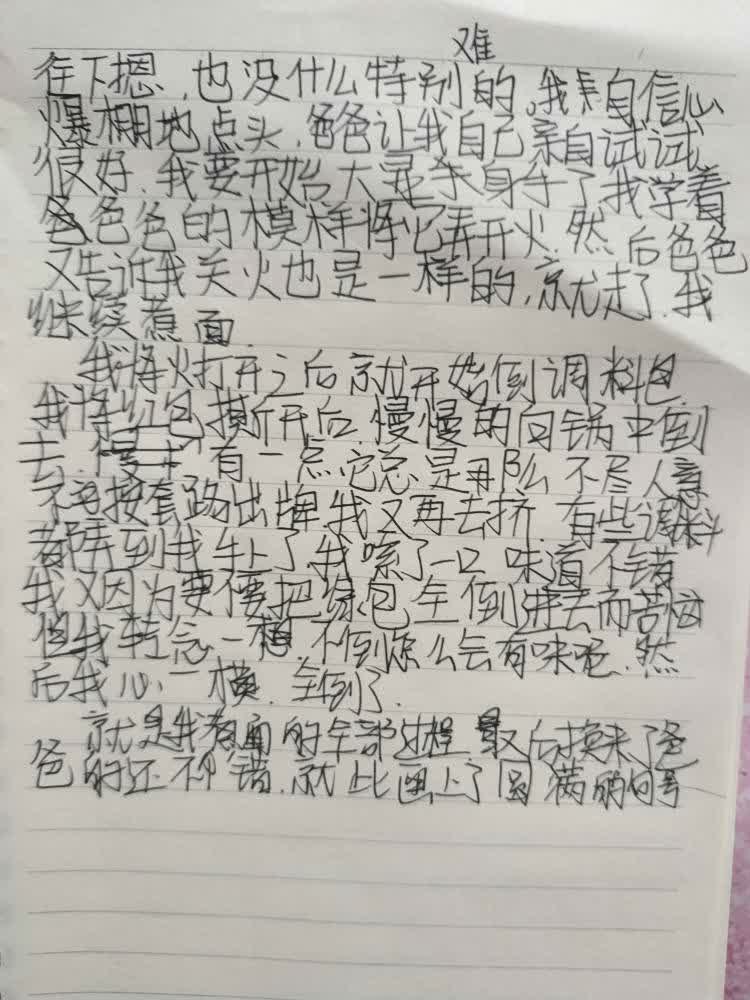 难
往下摁,也没什么特别的。我自信心
爆棚地点头,爸爸让我自己亲自试试,
很好,我要开始大显身手了我学着
爸爸的模样将它弄开火.然后爸爸
又告诉我关火也是一样的,就走了.我
继续煮面.
我将火打开之后就开始倒调料包.
我将红包撕开后.慢慢的向锅中倒
去.有一点它总是那么不尽人意
不按套路出牌我又再去挤.有些调料
都弄到我手上了我嗦了一口味道不错
我又因为要不要把绿包全倒进去而苦恼
但我转念一想.不倒怎么会有味呢.然
后我心一横.全倒了.
就是我煮面的全部过程最后换来了爸
爸的还不错.就此画上了圆满的句号